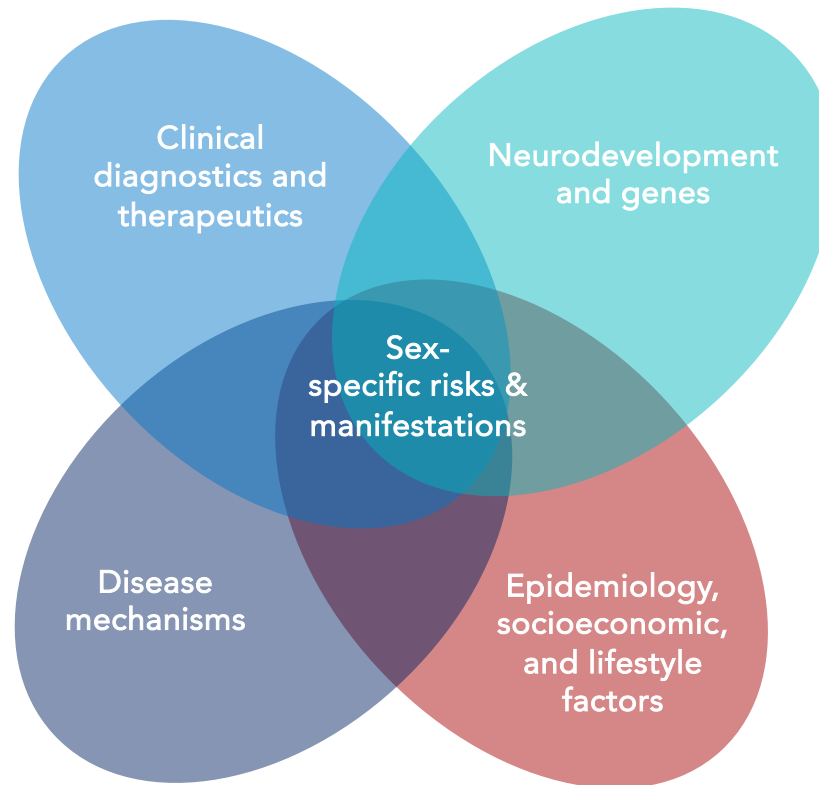 Clinical
diagnostics and
therapeutics
Neurodevelopment
and genes
Sex-
specific risks &
manifestations
Disease
mechanisms
Epidemiology,
socioeconomic,
and lifestyle
factors